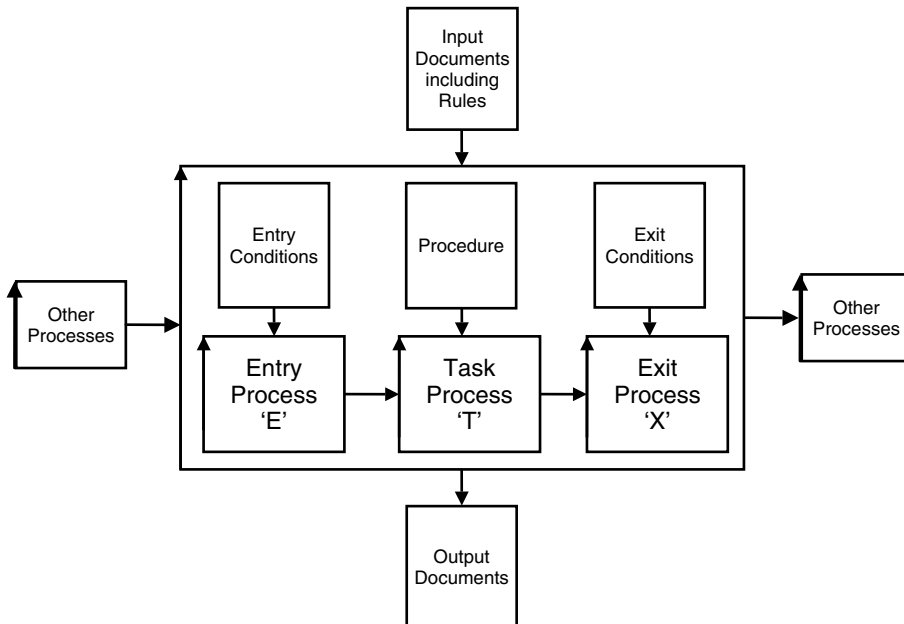 Input
Documents
including
Rules
Entry
Conditions
Procedure
Exit
Conditions
Other
Processes
Other
Processes
Entry
Process
‘E’
Task
Process
‘T’
Exit
Process
‘X’
Output
Documents